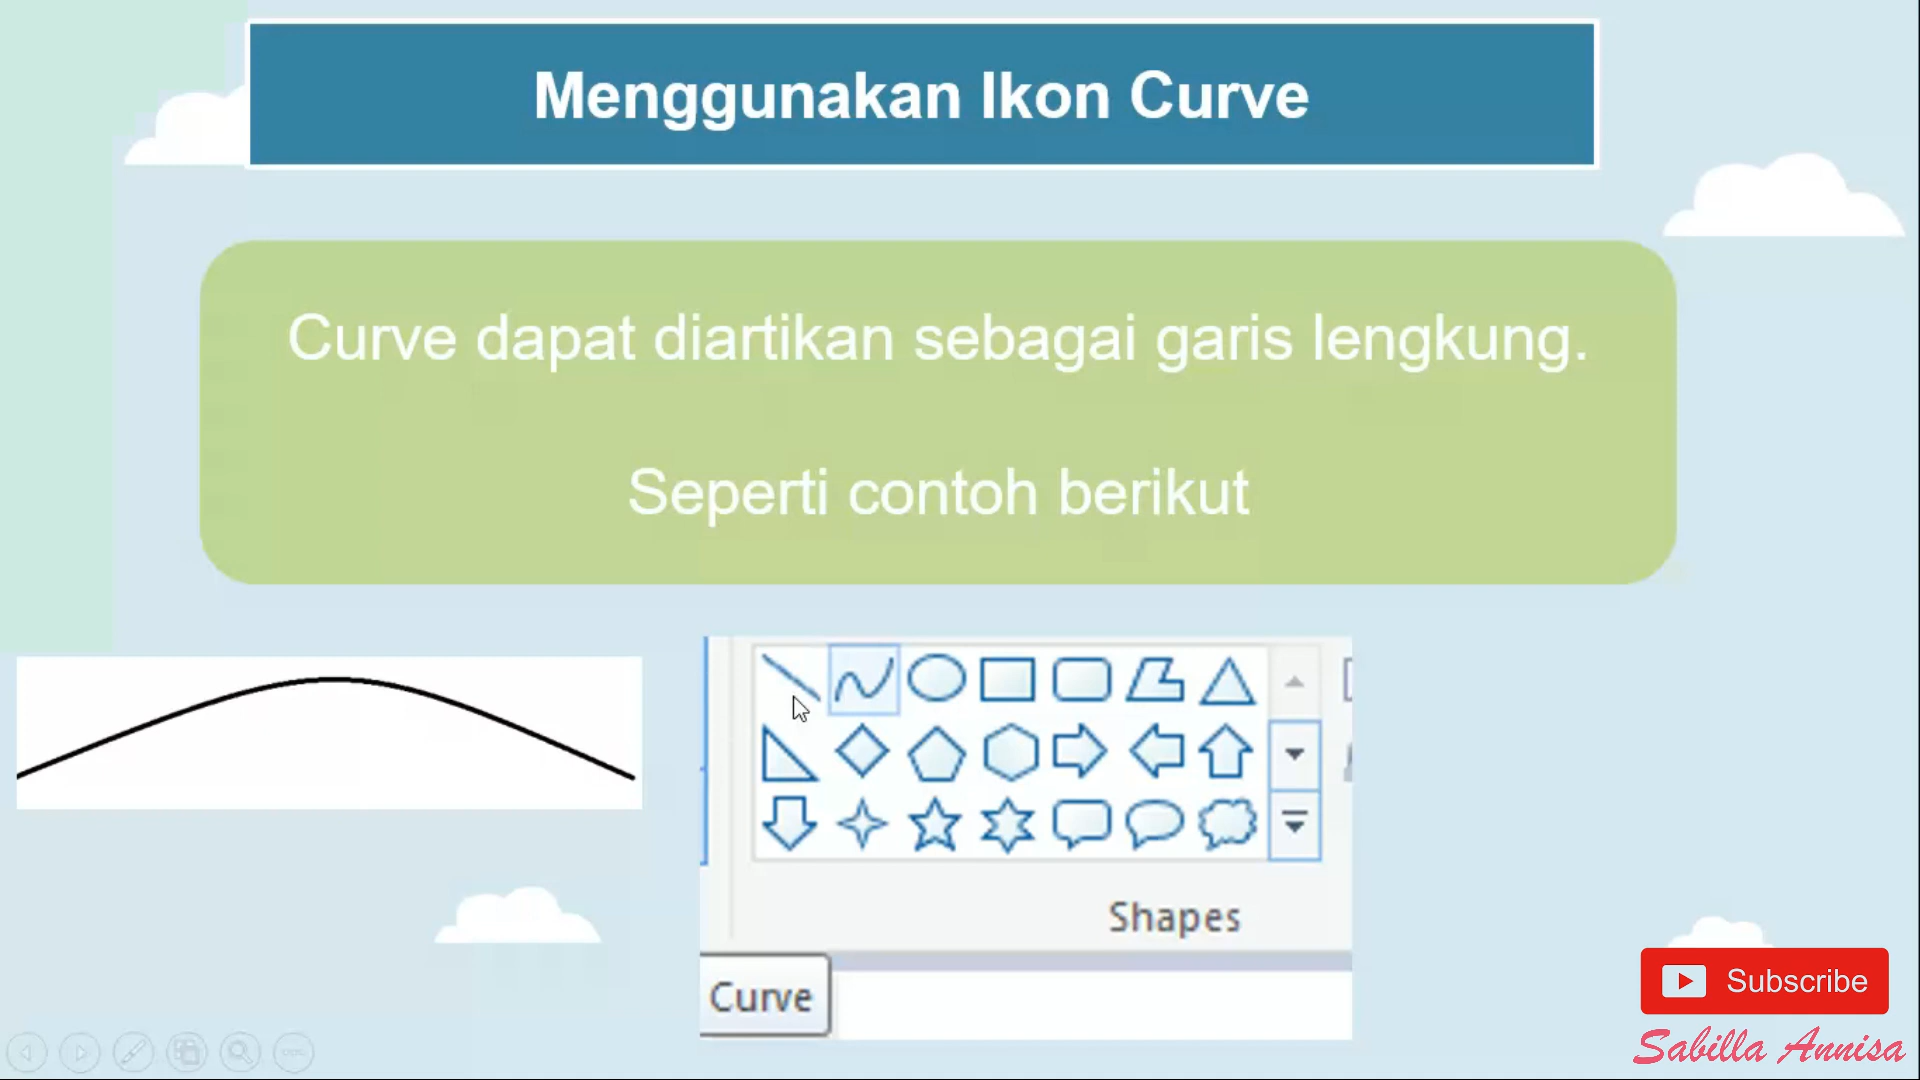 Menggunakan Ikon Curve
Curve dapat diartikan sebagai garis lengkung.
Seperti contoh berikut
Shapes
Curve
Subscribe
Sabilla Annisa